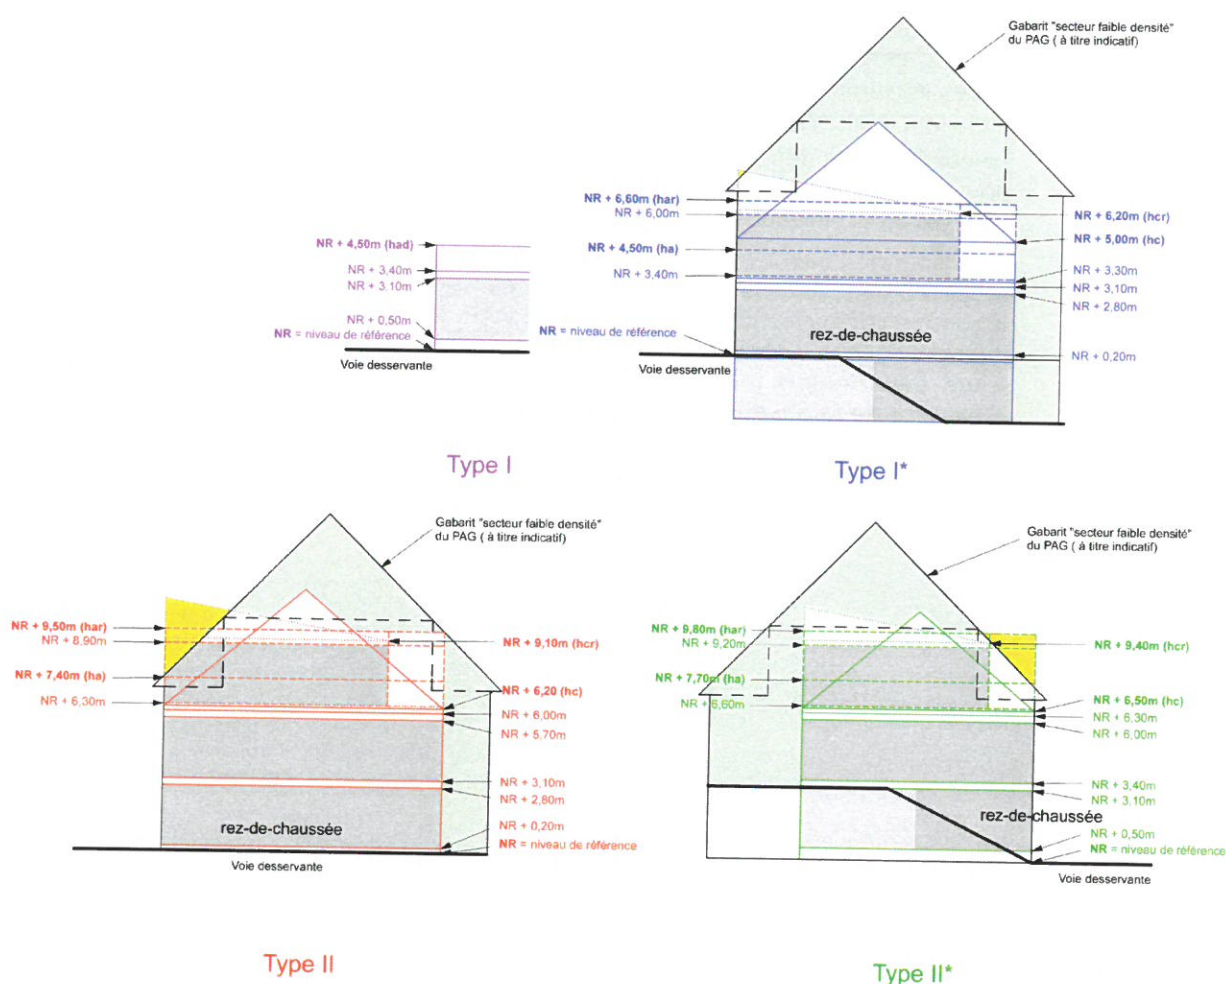 Gabarit "secteur faible densité"
du PAG ( à titre indicatif)
NR + 6,60m (har)
NR + 6,00m
NR + 4,50m (ha)
NR + 3,40m
NR = niveau de référence
Voie desservante
NR + 6,20m (hcr)
NR + 5,00m (hc)
NR + 3,30m
NR + 3,10m
NR + 2,80m
rez-de-chaussée
NR + 0,20m
NR + 4,50m (had)
NR + 3,40m
NR + 3.10m
NR + 0,50m
NR = niveau de référence
Voie desservante
Type I
Type I*
Gabarit "secteur faible densité"
du PAG ( à titre indicatif)
NR + 9,50m (har)
NR + 8,90m
NR + 7,40m (ha)
NR + 6,30m
NR + 9,10m (hcr)
NR + 6,20 (hc)
NR + 6,00m
NR + 5,70m
NR + 3,10m
NR + 2,80m
rez-de-chaussée
NR + 0,20m
NR = niveau de référence
Voie desservante
Gabarit "secteur faible densité"
du PAG ( à titre indicatif)
NR + 9,80m (har)
NR + 9,20m
NR + 7,70m (ha)
NR + 6,60m
NR + 9,40m (hcr)
NR + 6,50m (hc)
NR + 6,30m
NR + 6,00m
NR + 3,40m
NR + 3,10m
rez-de-chaussée
NR + 0,50m
NR = niveau de référence
Voie desservante
Type II
Type II*